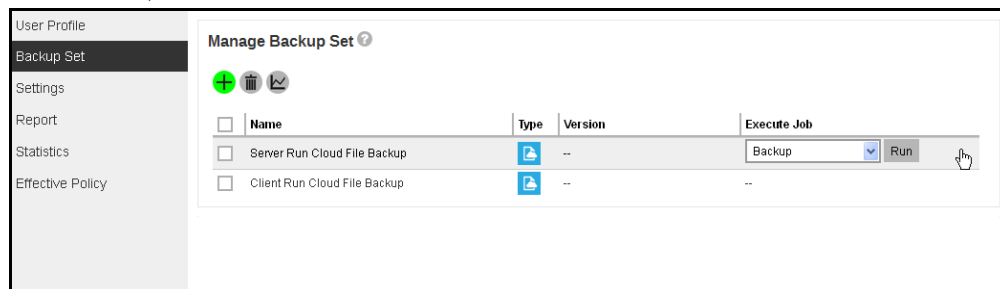 User Profile
Backup Set
Settings
Report
Statistics
Effective Policy
Manage Backup Set ?
Name Type Version Execute Job
Server Run Cloud File Backup -- Backup Run
Client Run Cloud File Backup -- --